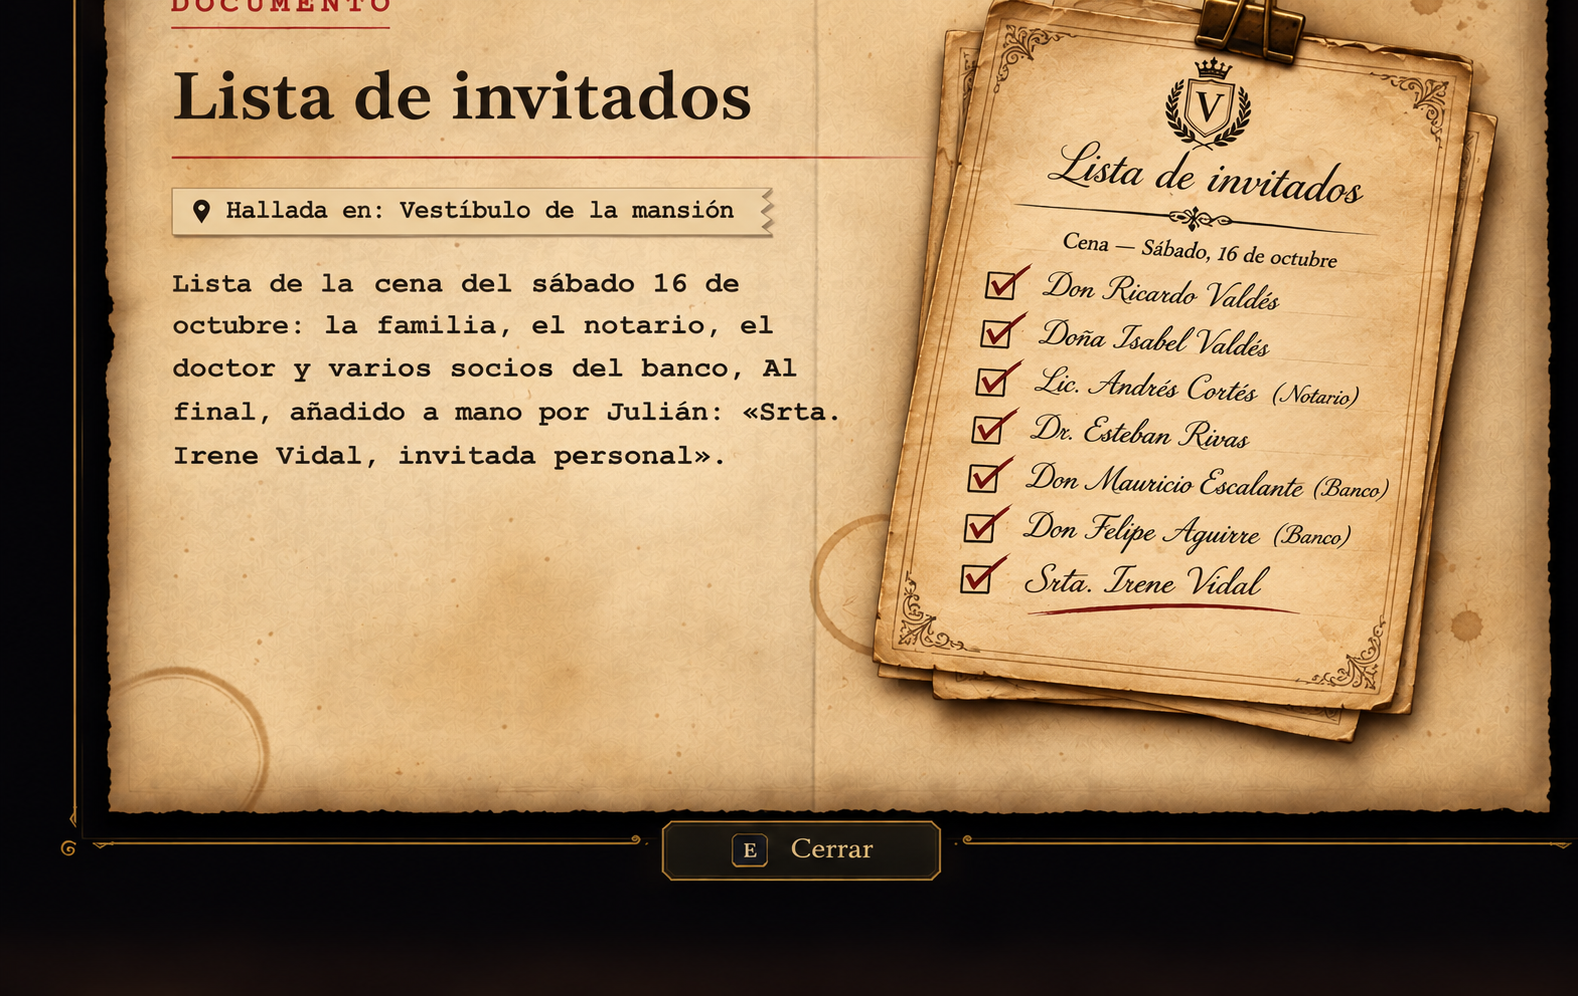 DOCUMENTO
Lista de invitados
Hallada en: Vestíbulo de la mansión
Lista de la cena del sábado 16 de
octubre: la familia, el notario, el
doctor y varios socios del banco, Al
final, añadido a mano por Julián: «Srta.
Irene Vidal, invitada personal».
V
Lista de invitados
Cena — Sábado, 16 de octubre
Don Ricardo Valdés
Doña Isabel Valdés
Lic. Andrés Cortés (Notario)
Dr. Esteban Rivas
Don Mauricio Escalante (Banco)
Don Felipe Aguirre (Banco)
Srta. Irene Vidal
E Cerrar